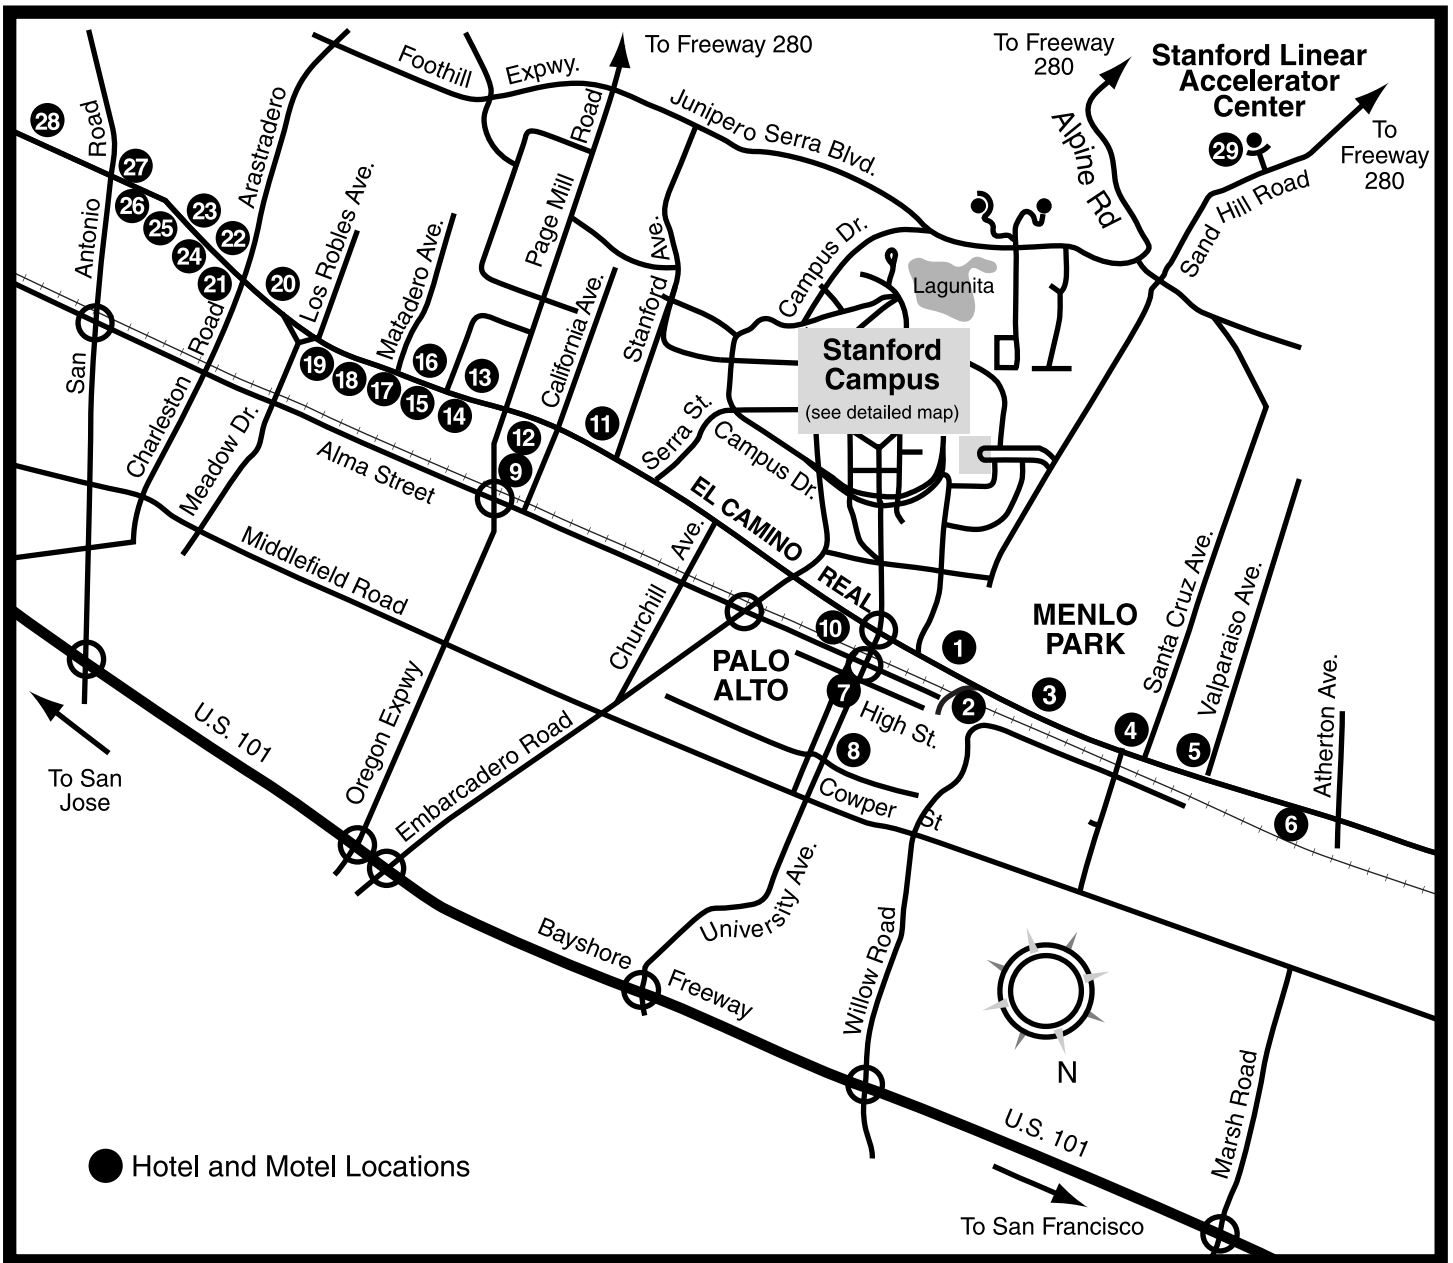 To Freeway 280
To Freeway
280
Stanford Linear
Accelerator
Center
To
Freeway
280
Foothill
Expwy.
Junipero Serra Blvd.
Alpine Rd
Sand Hill Road
San Antonio Road
Arastradero
Charleston Road
Los Robles Ave.
Matadero Ave.
Page Mill Road
California Ave.
Stanford Ave.
Campus Dr.
Lagunita
Stanford
Campus
(see detailed map)
Serra St.
Campus Dr.
Meadow Dr.
Alma Street
EL CAMINO REAL
Middlefield Road
Churchill Ave.
PALO
ALTO
MENLO
PARK
Santa Cruz Ave.
Valparaiso Ave.
Atherton Ave.
High St.
Cowper St
U.S. 101
Oregon Expwy
Embarcadero Road
To San
Jose
University Ave.
Willow Road
Bayshore Freeway
N
Marsh Road
U.S. 101
To San Francisco
Hotel and Motel Locations
28
27
26
25
24
23
22
21
20
19
18
17
16
15
14
13
12
9
11
10
7
8
1
2
3
4
5
6
29